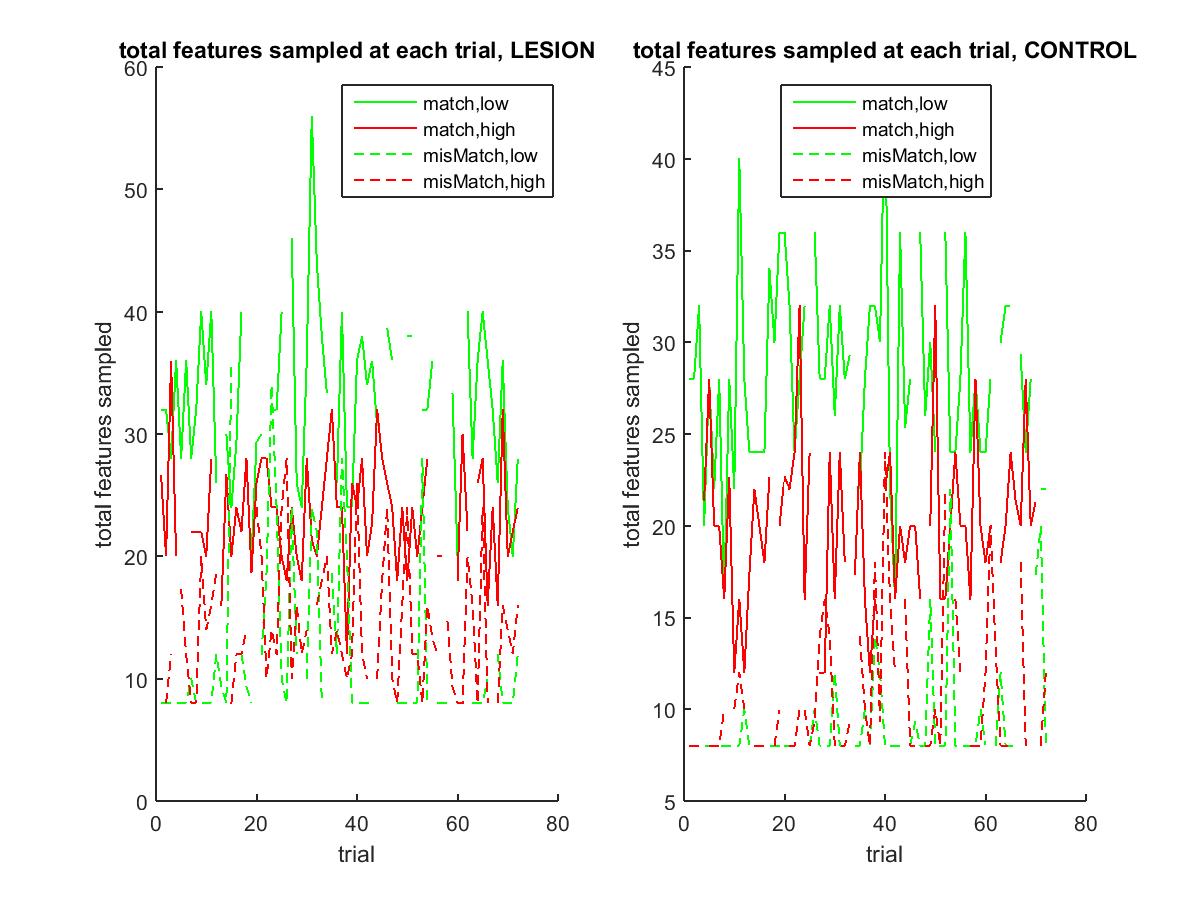 total features sampled at each trial, LESION
60
50
40
30
20
10
0
0 20 40 60 80
total features sampled
trial
match,low
match,high
misMatch,low
misMatch,high
total features sampled at each trial, CONTROL
45
40
35
30
25
20
15
10
5
0 20 40 60 80
total features sampled
trial
match,low
match,high
misMatch,low
misMatch,high